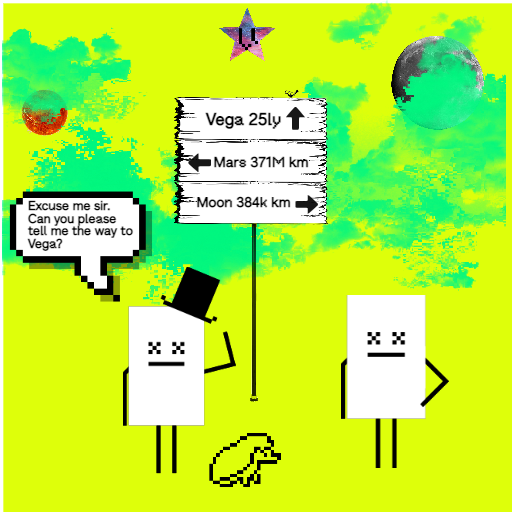 Vega 25ly
Mars 371M km
Moon 384k km
Excuse me sir.
Can you please
tell me the way to
Vega?